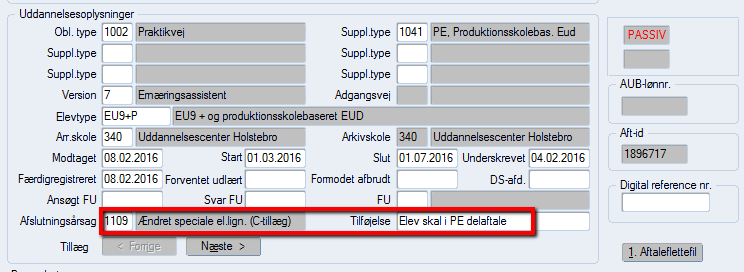 Uddannelsesoplysninger
Obl. type 1002 Praktikvej Suppl.type 1041 PE, Produktionsskolebas. Eud
Suppl.type Suppl.type
Suppl.type Suppl.type
Version 7 Ernæringsassistent Adgangsvej
Elevtype EU9+P EU9 + og produktionsskolebaseret EUD
Arr.skole 340 Uddannelsescenter Holstebro Arkivskole 340 Uddannelsescenter Holstebro
Modtaget 08.02.2016 Start 01.03.2016 Slut 01.07.2016 Underskrevet 04.02.2016
Færdigregistreret 08.02.2016 Forventet udlært Formodet afbrudt DS-afd.
Ansøgt FU Svar FU FU
Afslutningsårsag 1109 Ændret speciale el.lign. (C-tillæg) Tilføjelse Elev skal i PE delaftale
Tillæg < Forrige Næste >
PASSIV
AUB-lønnr.
Aft-id
1896717
Digital reference nr.
1. Aftaleflettefil